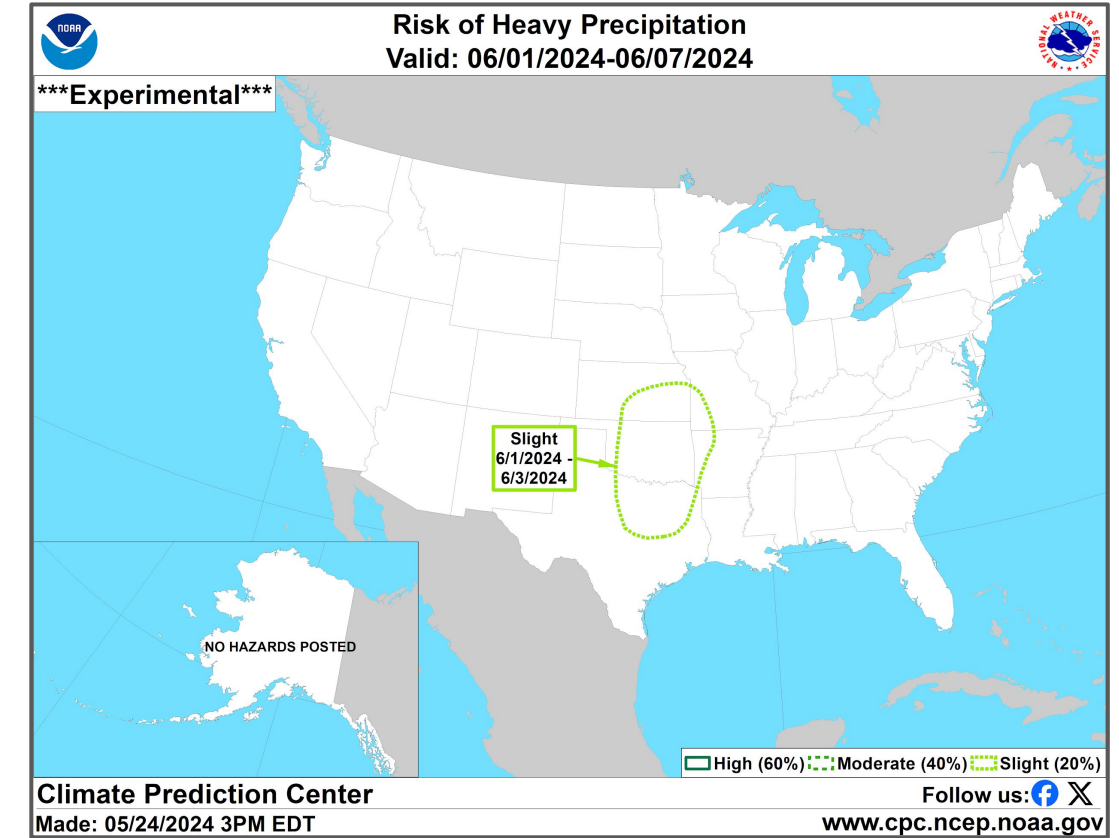 NOAA
Risk of Heavy Precipitation
Valid: 06/01/2024-06/07/2024
NATIONAL WEATHER SERVICE
***Experimental***
Slight
6/1/2024 -
6/3/2024
NO HAZARDS POSTED
High (60%) Moderate (40%) Slight (20%)
Climate Prediction Center
Follow us:
Made: 05/24/2024 3PM EDT
www.cpc.ncep.noaa.gov